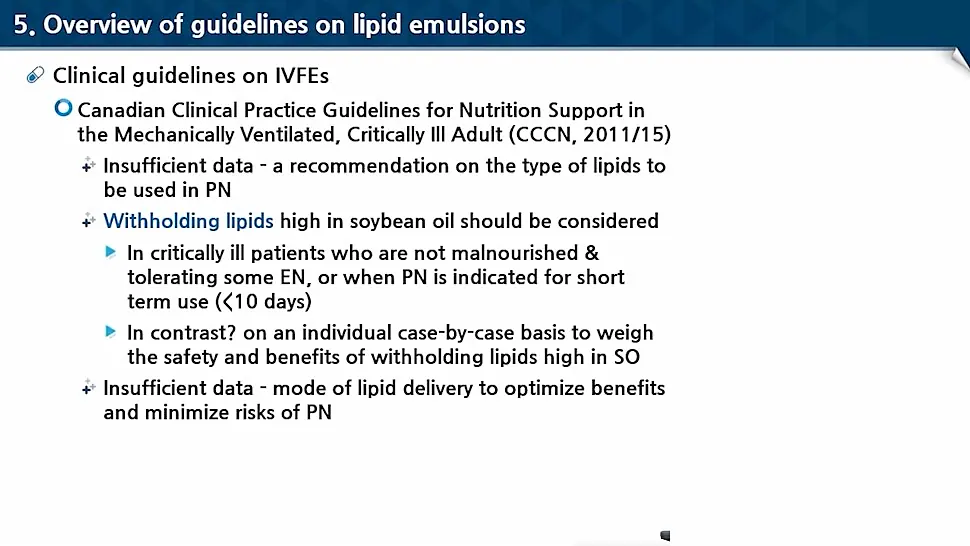 5. Overview of guidelines on lipid emulsions
Clinical guidelines on IVFEs
Canadian Clinical Practice Guidelines for Nutrition Support in
the Mechanically Ventilated, Critically Ill Adult (CCCN, 2011/15)
Insufficient data - a recommendation on the type of lipids to
be used in PN
Withholding lipids high in soybean oil should be considered
In critically ill patients who are not malnourished &
tolerating some EN, or when PN is indicated for short
term use (<10 days)
In contrast? on an individual case-by-case basis to weigh
the safety and benefits of withholding lipids high in SO
Insufficient data - mode of lipid delivery to optimize benefits
and minimize risks of PN